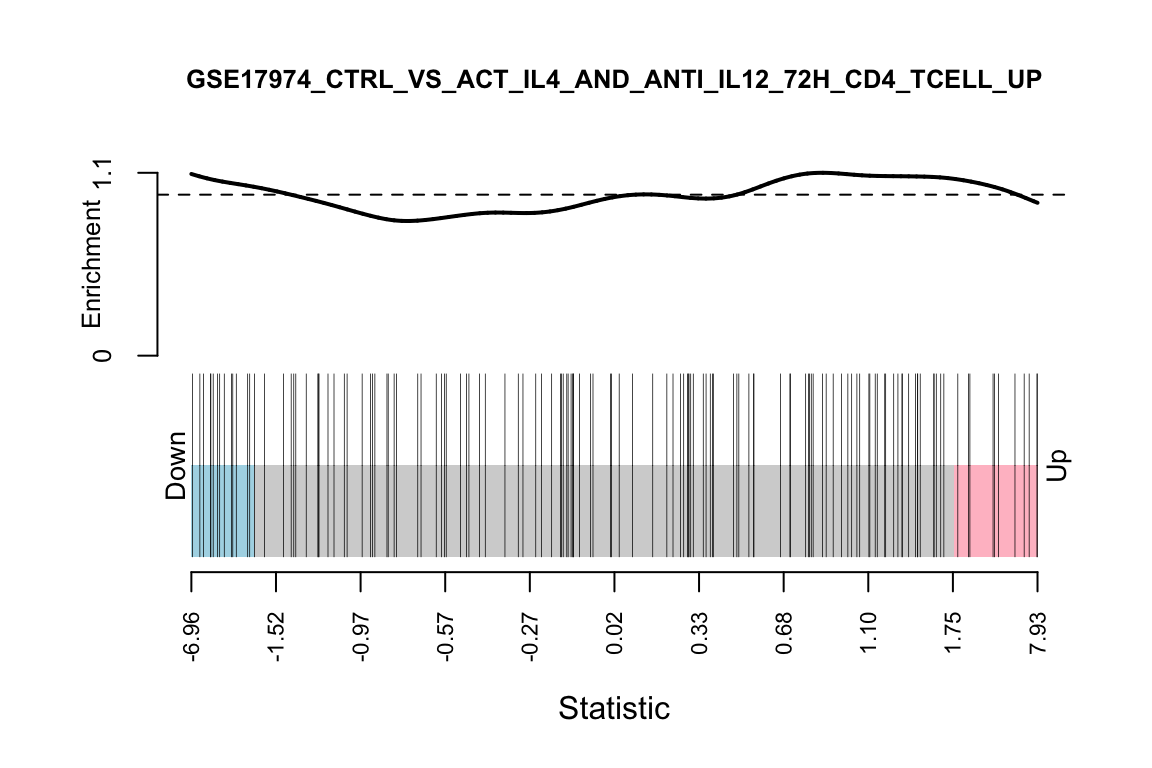 GSE17974_CTRL_VS_ACT_IL4_AND_ANTI_IL12_72H_CD4_TCELL_UP
1.1
Enrichment
0
Down
Up
-6.96
-1.52
-0.97
-0.57
-0.27
0.02
0.33
0.68
1.10
1.75
7.93
Statistic